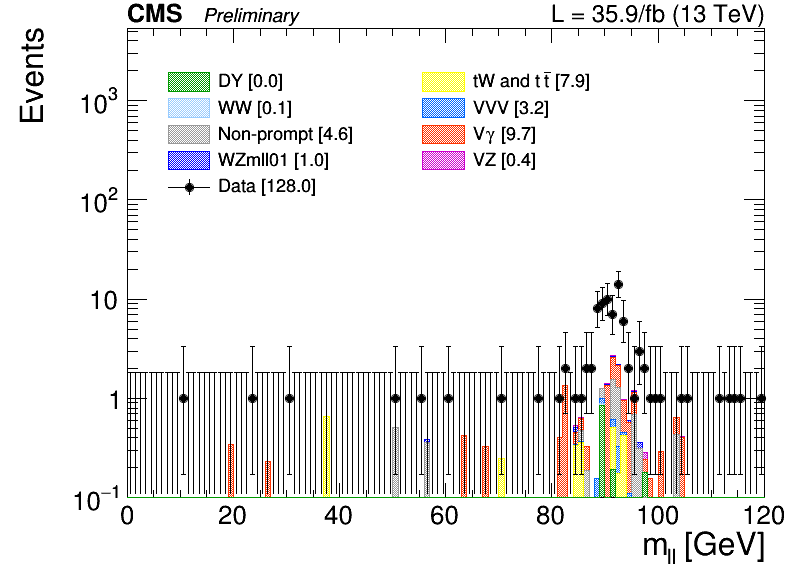 CMS Preliminary L = 35.9/fb (13 TeV)
Events
DY [0.0]
WW [0.1]
Non-prompt [4.6]
WZmll01 [1.0]
Data [128.0]
tW and tt̅ [7.9]
VVV [3.2]
Vγ [9.7]
VZ [0.4]
10³
10²
10
1
10⁻¹
0 20 40 60 80 100 120
mll [GeV]